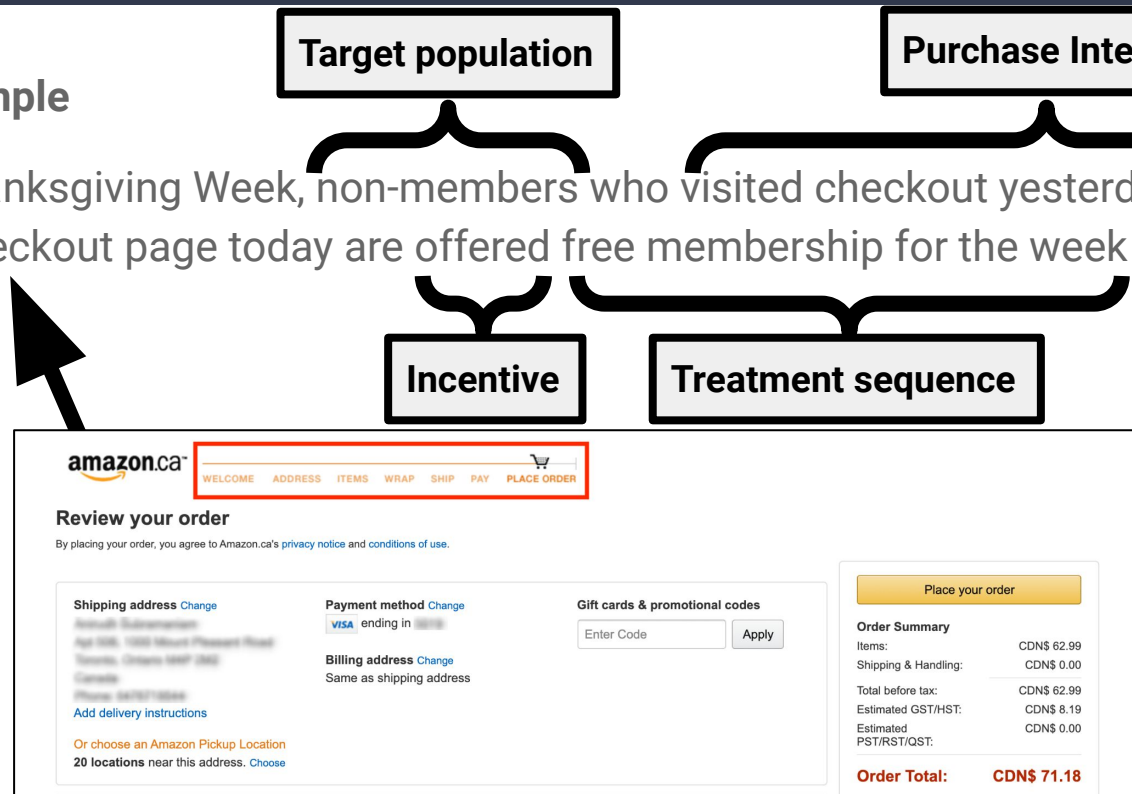 Target population
Purchase Inte
nple
anksgiving Week, non-members who visited checkout yesterd
eckout page today are offered free membership for the week
Incentive
Treatment sequence
amazon.ca
WELCOME ADDRESS ITEMS WRAP SHIP PAY PLACE ORDER
Review your order
By placing your order, you agree to Amazon.ca's privacy notice and conditions of use.
Shipping address Change
Add delivery instructions
Or choose an Amazon Pickup Location
20 locations near this address. Choose
Payment method Change
VISA ending in
Billing address Change
Same as shipping address
Gift cards & promotional codes
Enter Code Apply
Place your order
Order Summary
Items: CDN$ 62.99
Shipping & Handling: CDN$ 0.00
Total before tax: CDN$ 62.99
Estimated GST/HST: CDN$ 8.19
Estimated CDN$ 0.00
PST/RST/QST:
Order Total: CDN$ 71.18